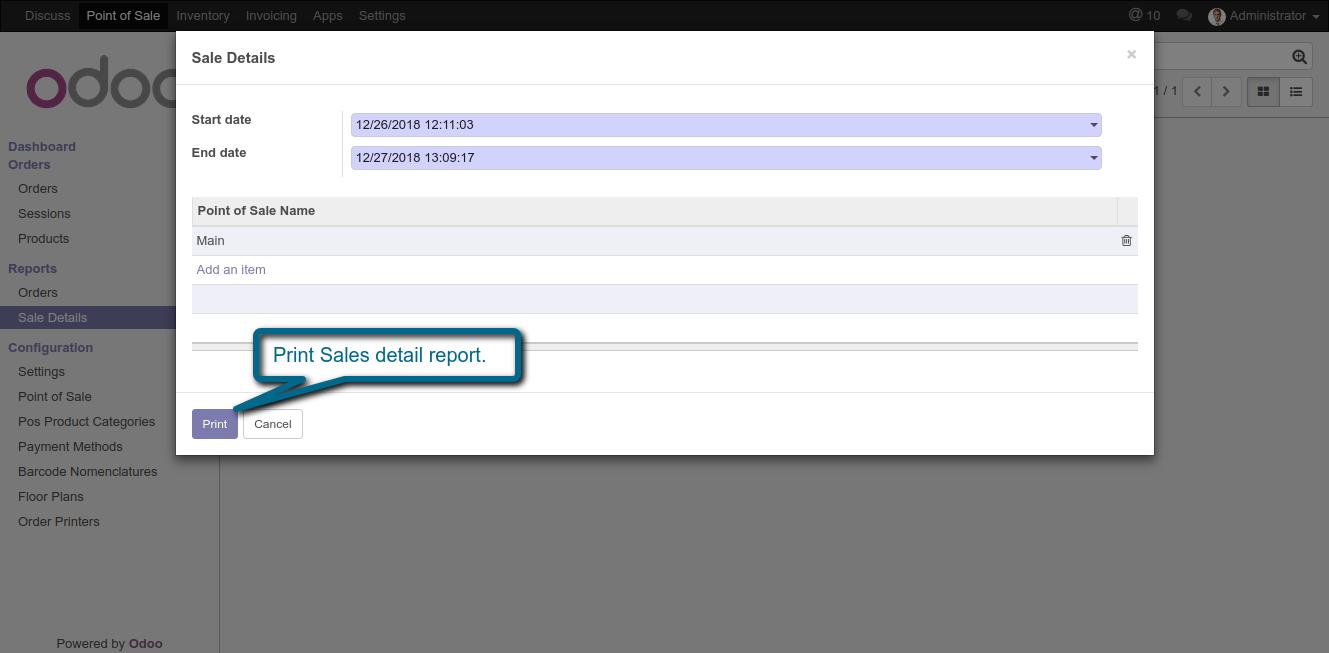 Discuss Point of Sale Inventory Invoicing Apps Settings @ 10 Administrator
odoo
Sale Details ×
1 / 1
Start date 12/26/2018 12:11:03
End date 12/27/2018 13:09:17
Point of Sale Name
Main
Add an item
Print Sales detail report.
Print Cancel
Dashboard
Orders
Orders
Sessions
Products
Reports
Orders
Sale Details
Configuration
Settings
Point of Sale
Pos Product Categories
Payment Methods
Barcode Nomenclatures
Floor Plans
Order Printers
Powered by Odoo